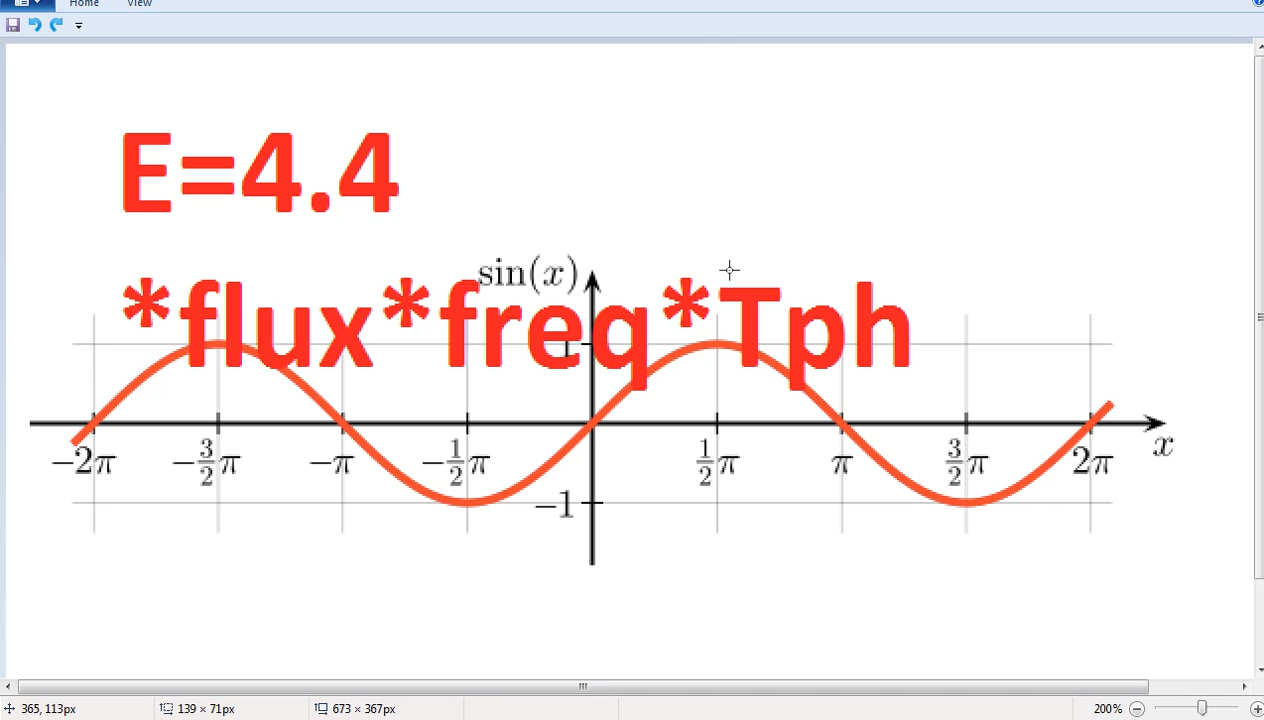 Home View
E=4.4
sin(x)
*flux*freq*Tph
1
−2π −3/2π −π −1/2π 1/2π π 3/2π 2π x
−1
365, 113px 139 × 71px 673 × 367px 200%